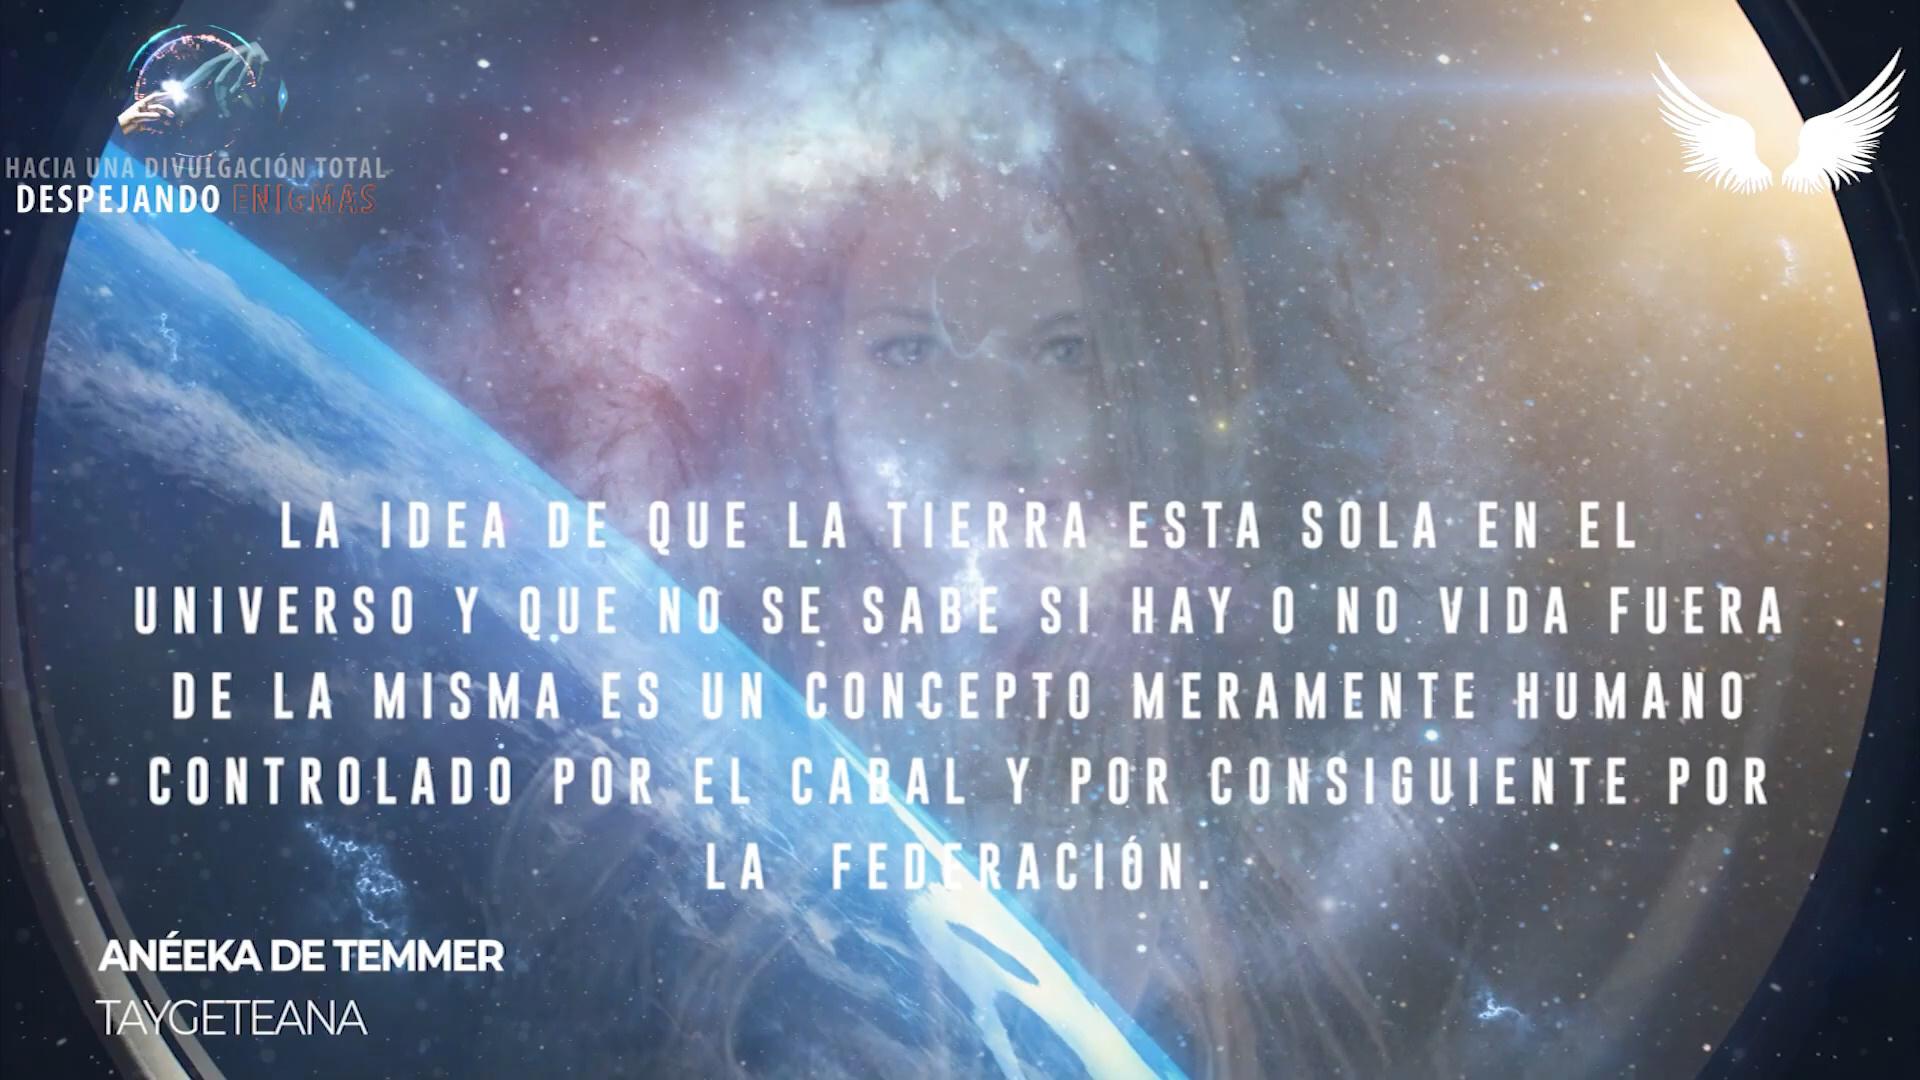 HACIA UNA DIVULGACIÓN TOTAL
DESPEJANDO ENIGMAS
LA IDEA DE QUE LA TIERRA ESTA SOLA EN EL
UNIVERSO Y QUE NO SE SABE SI HAY O NO VIDA FUERA
DE LA MISMA ES UN CONCEPTO MERAMENTE HUMANO
CONTROLADO POR EL CABAL Y POR CONSIGUIENTE POR
LA FEDERACIÓN.
ANÉEKA DE TEMMER
TAYGETEANA